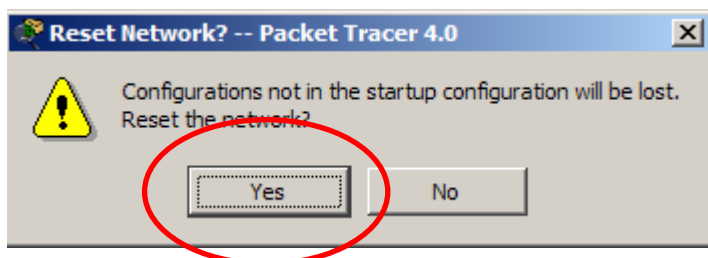 Reset Network? -- Packet Tracer 4.0
Configurations not in the startup configuration will be lost.
Reset the network?
Yes
No